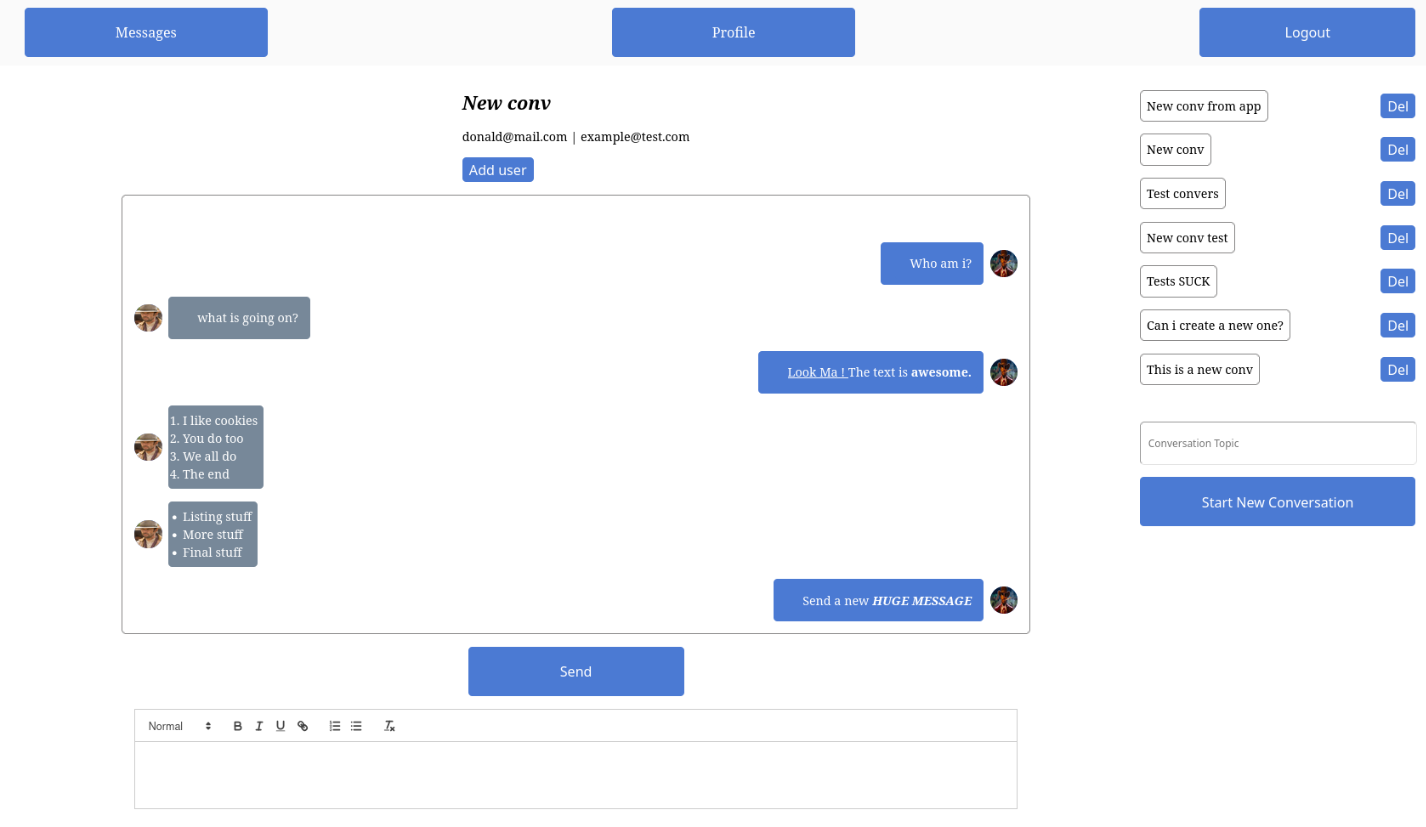 Messages
Profile
Logout
New conv
donald@mail.com | example@test.com
Add user
Who am i?
what is going on?
Look Ma ! The text is awesome.
1. I like cookies
2. You do too
3. We all do
4. The end
• Listing stuff
• More stuff
• Final stuff
Send a new HUGE MESSAGE
Send
Normal
B I U
New conv from app Del
New conv Del
Test convers Del
New conv test Del
Tests SUCK Del
Can i create a new one? Del
This is a new conv Del
Conversation Topic
Start New Conversation